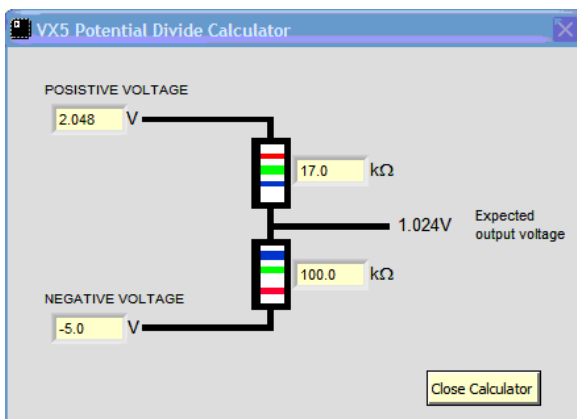 VX5 Potential Divide Calculator
POSISTIVE VOLTAGE
2.048 V
17.0 kΩ
1.024V
Expected
output voltage
100.0 kΩ
NEGATIVE VOLTAGE
-5.0 V
Close Calculator